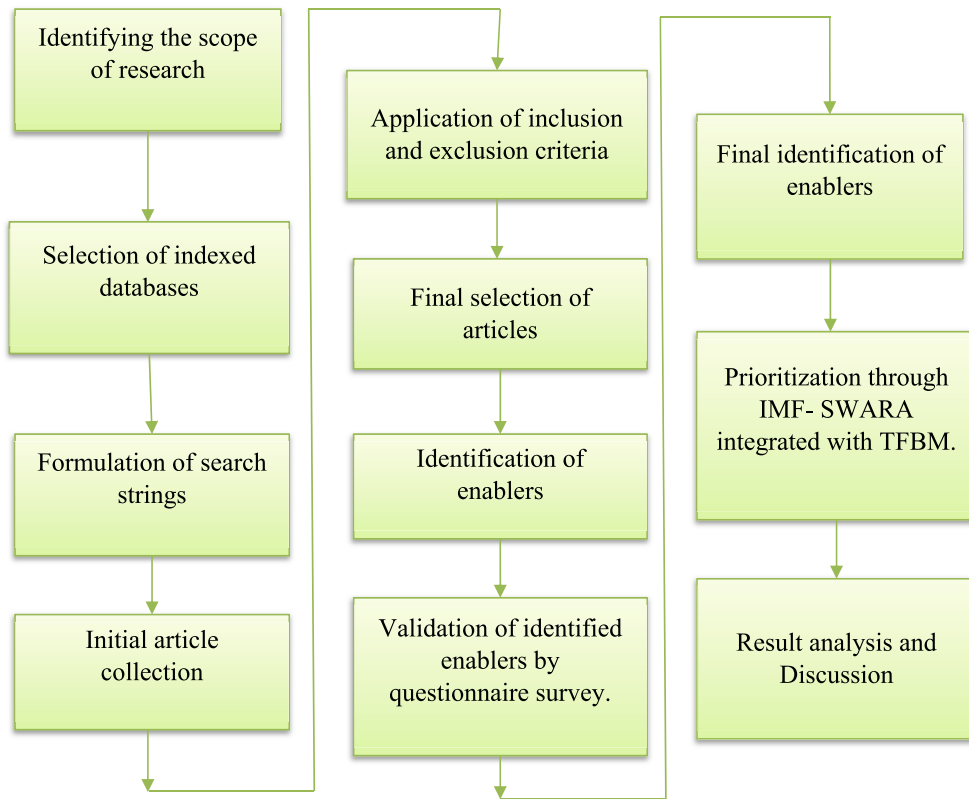 Identifying the scope
of research
Selection of indexed
databases
Formulation of search
strings
Initial article
collection
Application of inclusion
and exclusion criteria
Final selection of
articles
Identification of
enablers
Validation of identified
enablers by
questionnaire survey.
Final identification of
enablers
Prioritization through
IMF- SWARA
integrated with TFBM.
Result analysis and
Discussion